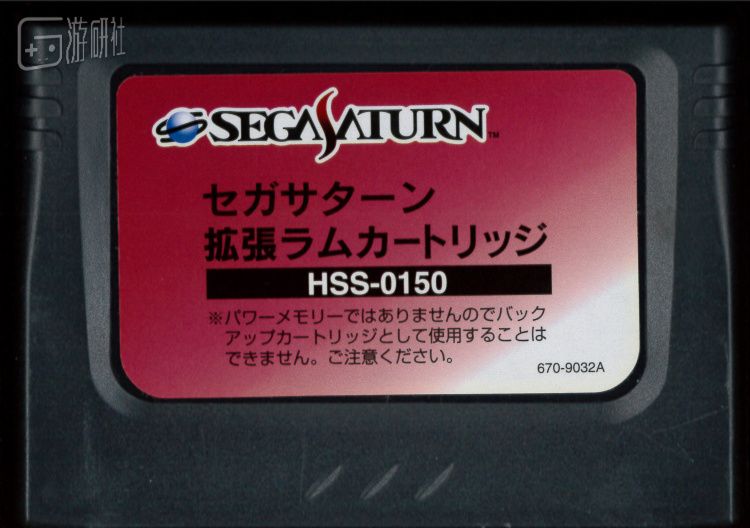 游研社
SEGA SATURN™
セガサターン
拡張ラムカートリッジ
HSS-0150
※パワーメモリーではありませんのでバック
アップカートリッジとして使用することは
できません。ご注意ください。
670-9032A